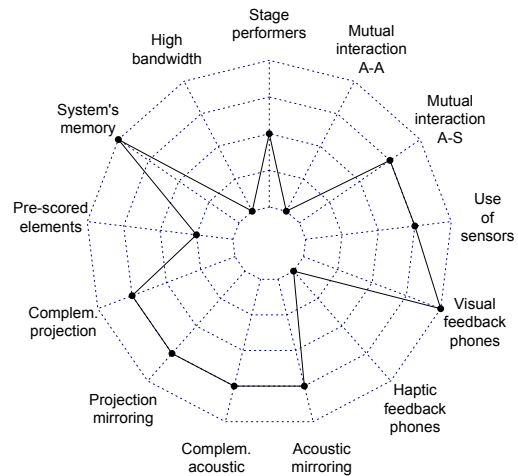 Stage
performers
Mutual
interaction
A-A
Mutual
interaction
A-S
Use
of
sensors
Visual
feedback
phones
Haptic
feedback
phones
Acoustic
mirroring
Complem.
acoustic
Projection
mirroring
Complem.
projection
Pre-scored
elements
System's
memory
High
bandwidth